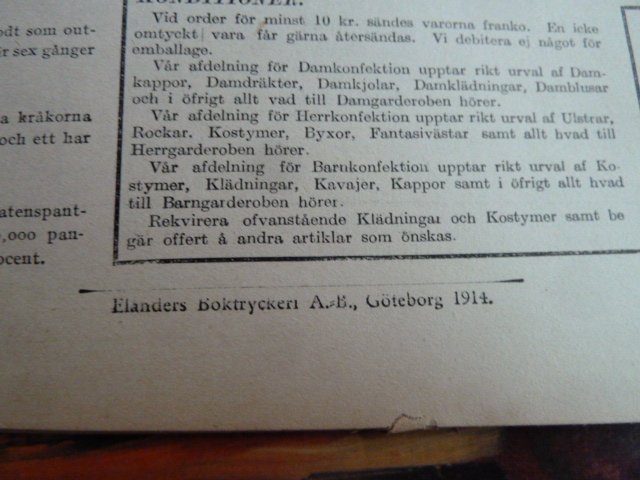 KONDITIONER.
Vid order för minst 10 kr. sändes varorna franko. En icke
omtyckt vara får gärna återsändas. Vi debitera ej något för
emballage.
Vår afdelning för Damkonfektion upptar rikt urval af Dam-
kappor, Damdräkter, Damkjolar, Damklädningar, Damblusar
och i öfrigt allt vad till Damgarderoben hörer.
Vår afdelning för Herrkonfektion upptar rikt urval af Ulstrar,
Rockar, Kostymer, Byxor, Fantasivästar samt allt hvad till
Herrgarderoben hörer.
Vår afdelning för Barnkonfektion upptar rikt urval af Ko-
stymer, Klädningar, Kavajer, Kappor samt i öfrigt allt hvad
till Barngarderoben hörer.
Rekvirera ofvanstående Klädningar och Kostymer samt be
gär offert å andra artiklar som önskas.
odt som out-
är sex gånger
a kråkorna
och ett har
atenspant-
0,000 pan-
ocent.
Elanders Boktryckeri A.-B., Göteborg 1914.